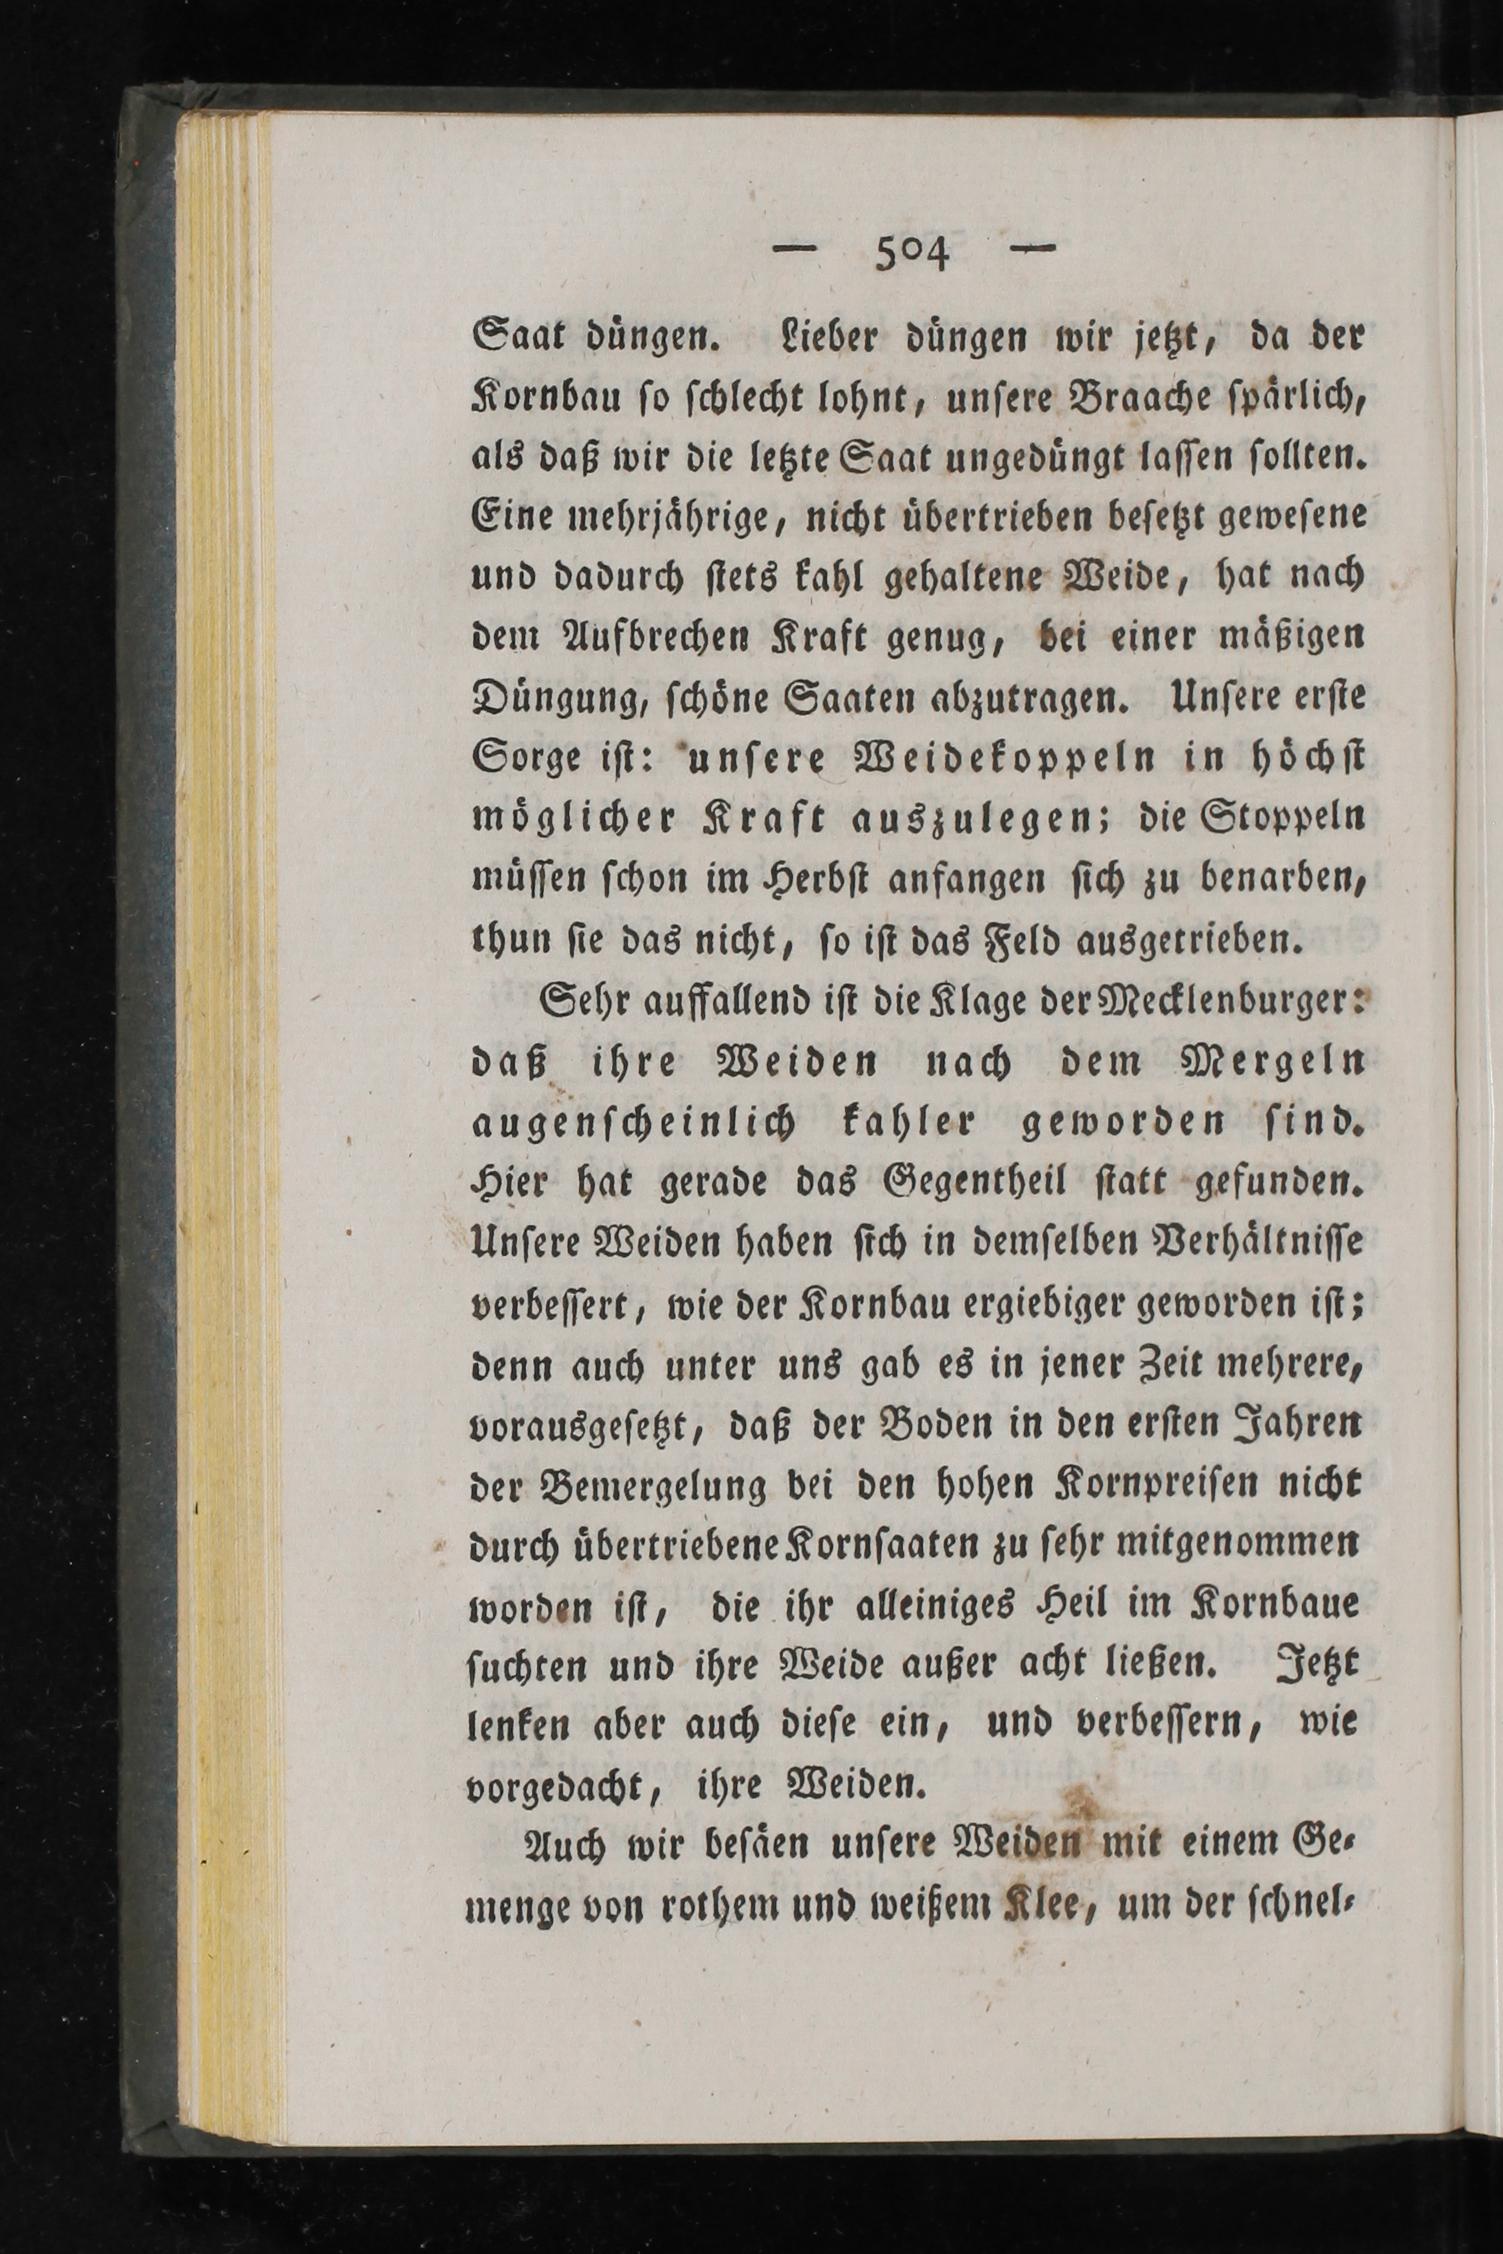 — 504 —
Saat düngen. Lieber düngen wir jetzt, da der
Kornbau so schlecht lohnt, unsere Braache spärlich,
als daß wir die letzte Saat ungedüngt lassen sollten.
Eine mehrjährige, nicht übertrieben besetzt gewesene
und dadurch stets kahl gehaltene Weide, hat nach
dem Aufbrechen Kraft genug, bei einer mäßigen
Düngung, schöne Saaten abzutragen. Unsere erste
Sorge ist: unsere Weidekoppeln in höchst
möglicher Kraft auszulegen; die Stoppeln
müssen schon im Herbst anfangen sich zu benarben,
thun sie das nicht, so ist das Feld ausgetrieben.
Sehr auffallend ist die Klage der Mecklenburger:
daß ihre Weiden nach dem Mergeln
augenscheinlich kahler geworden sind.
Hier hat gerade das Gegentheil statt gefunden.
Unsere Weiden haben sich in demselben Verhältnisse
verbessert, wie der Kornbau ergiebiger geworden ist;
denn auch unter uns gab es in jener Zeit mehrere,
vorausgesetzt, daß der Boden in den ersten Jahren
der Bemergelung bei den hohen Kornpreisen nicht
durch übertriebene Kornsaaten zu sehr mitgenommen
worden ist, die ihr alleiniges Heil im Kornbaue
suchten und ihre Weide außer acht ließen. Jetzt
lenken aber auch diese ein, und verbessern, wie
vorgedacht, ihre Weiden.
Auch wir besäen unsere Weiden mit einem Ge-
menge von rothem und weißem Klee, um der schnel-